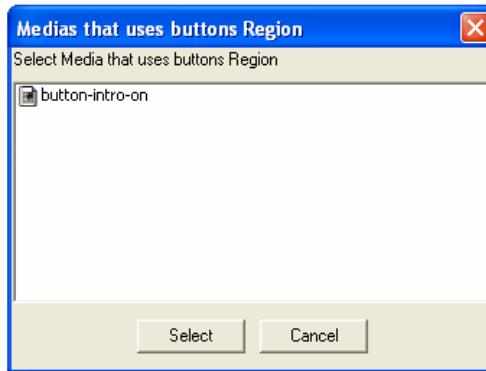 Medias that uses buttons Region
Select Media that uses buttons Region
button-intro-on
Select Cancel